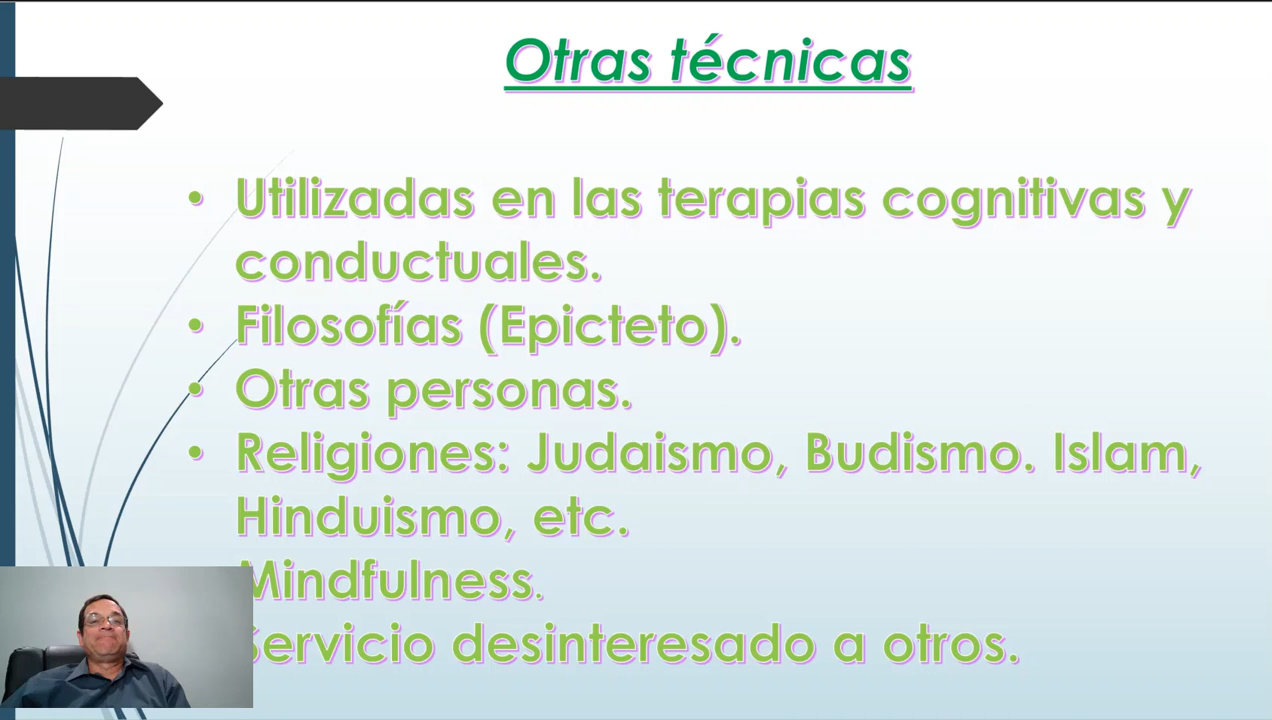 Otras técnicas
• Utilizadas en las terapias cognitivas y
conductuales.
• Filosofías (Epicteto).
• Otras personas.
• Religiones: Judaismo, Budismo. Islam,
Hinduismo, etc.
Mindfulness.
Servicio desinteresado a otros.